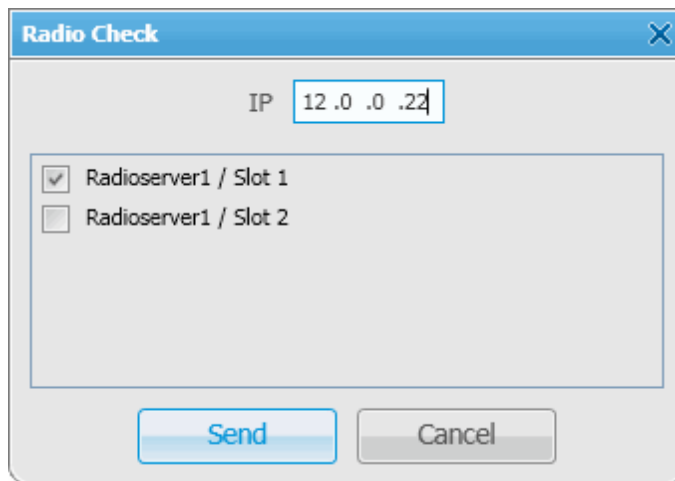 Radio Check
IP 12 .0 .0 .22
Radioserver1 / Slot 1
Radioserver1 / Slot 2
Send Cancel